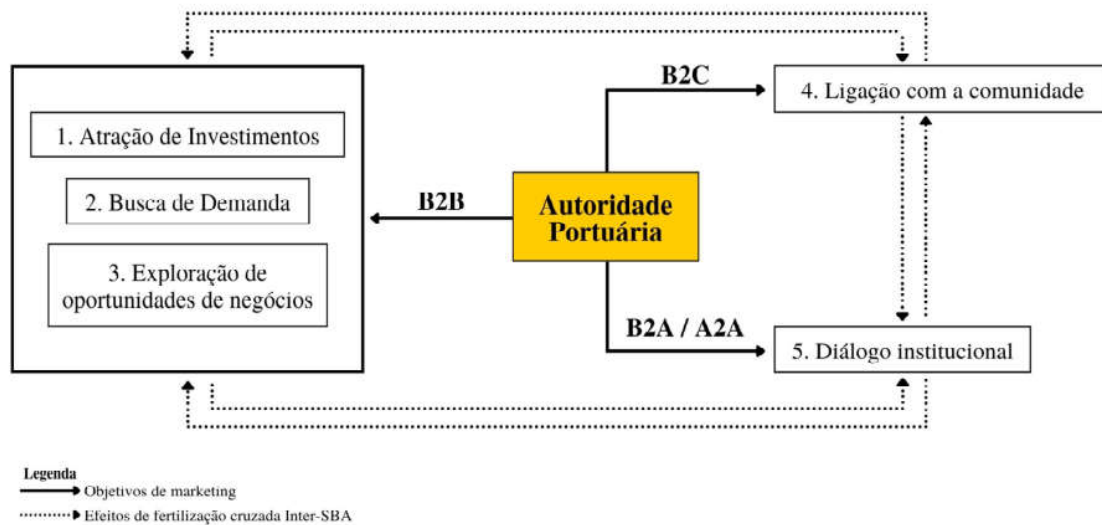 B2C
4. Ligação com a comunidade
1. Atração de Investimentos
2. Busca de Demanda
3. Exploração de
oportunidades de negócios
B2B
Autoridade
Portuária
B2A / A2A
5. Diálogo institucional
Legenda
Objetivos de marketing
Efeitos de fertilização cruzada Inter-SBA